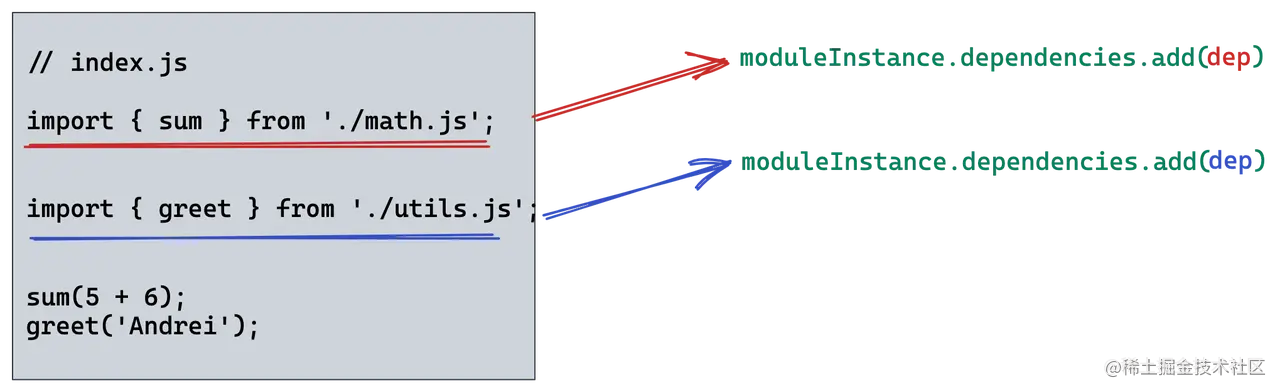 // index.js
import { sum } from './math.js';
import { greet } from './utils.js';
sum(5 + 6);
greet('Andrei');
moduleInstance.dependencies.add(dep)
moduleInstance.dependencies.add(dep)
@稀土掘金技术社区